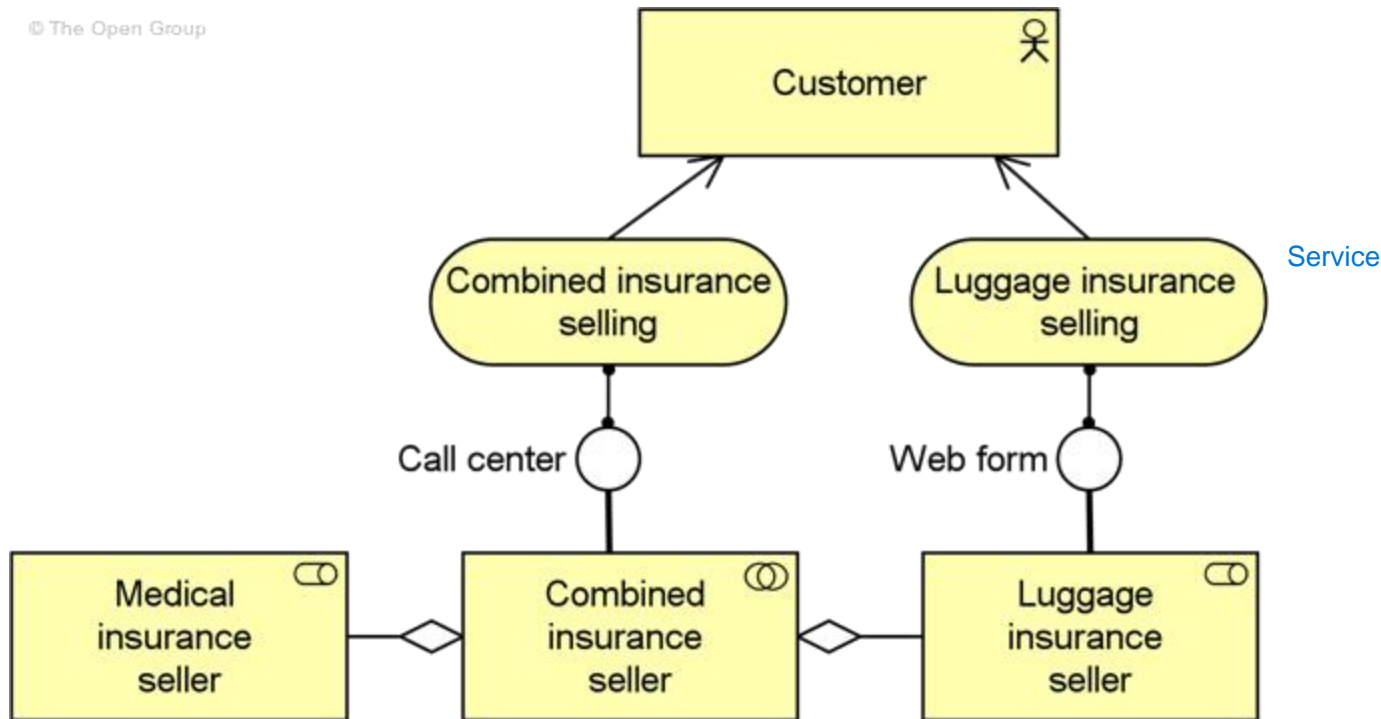 © The Open Group
Customer
Combined insurance
selling
Luggage insurance
selling
Service
Call center
Web form
Medical
insurance
seller
Combined
insurance
seller
Luggage
insurance
seller